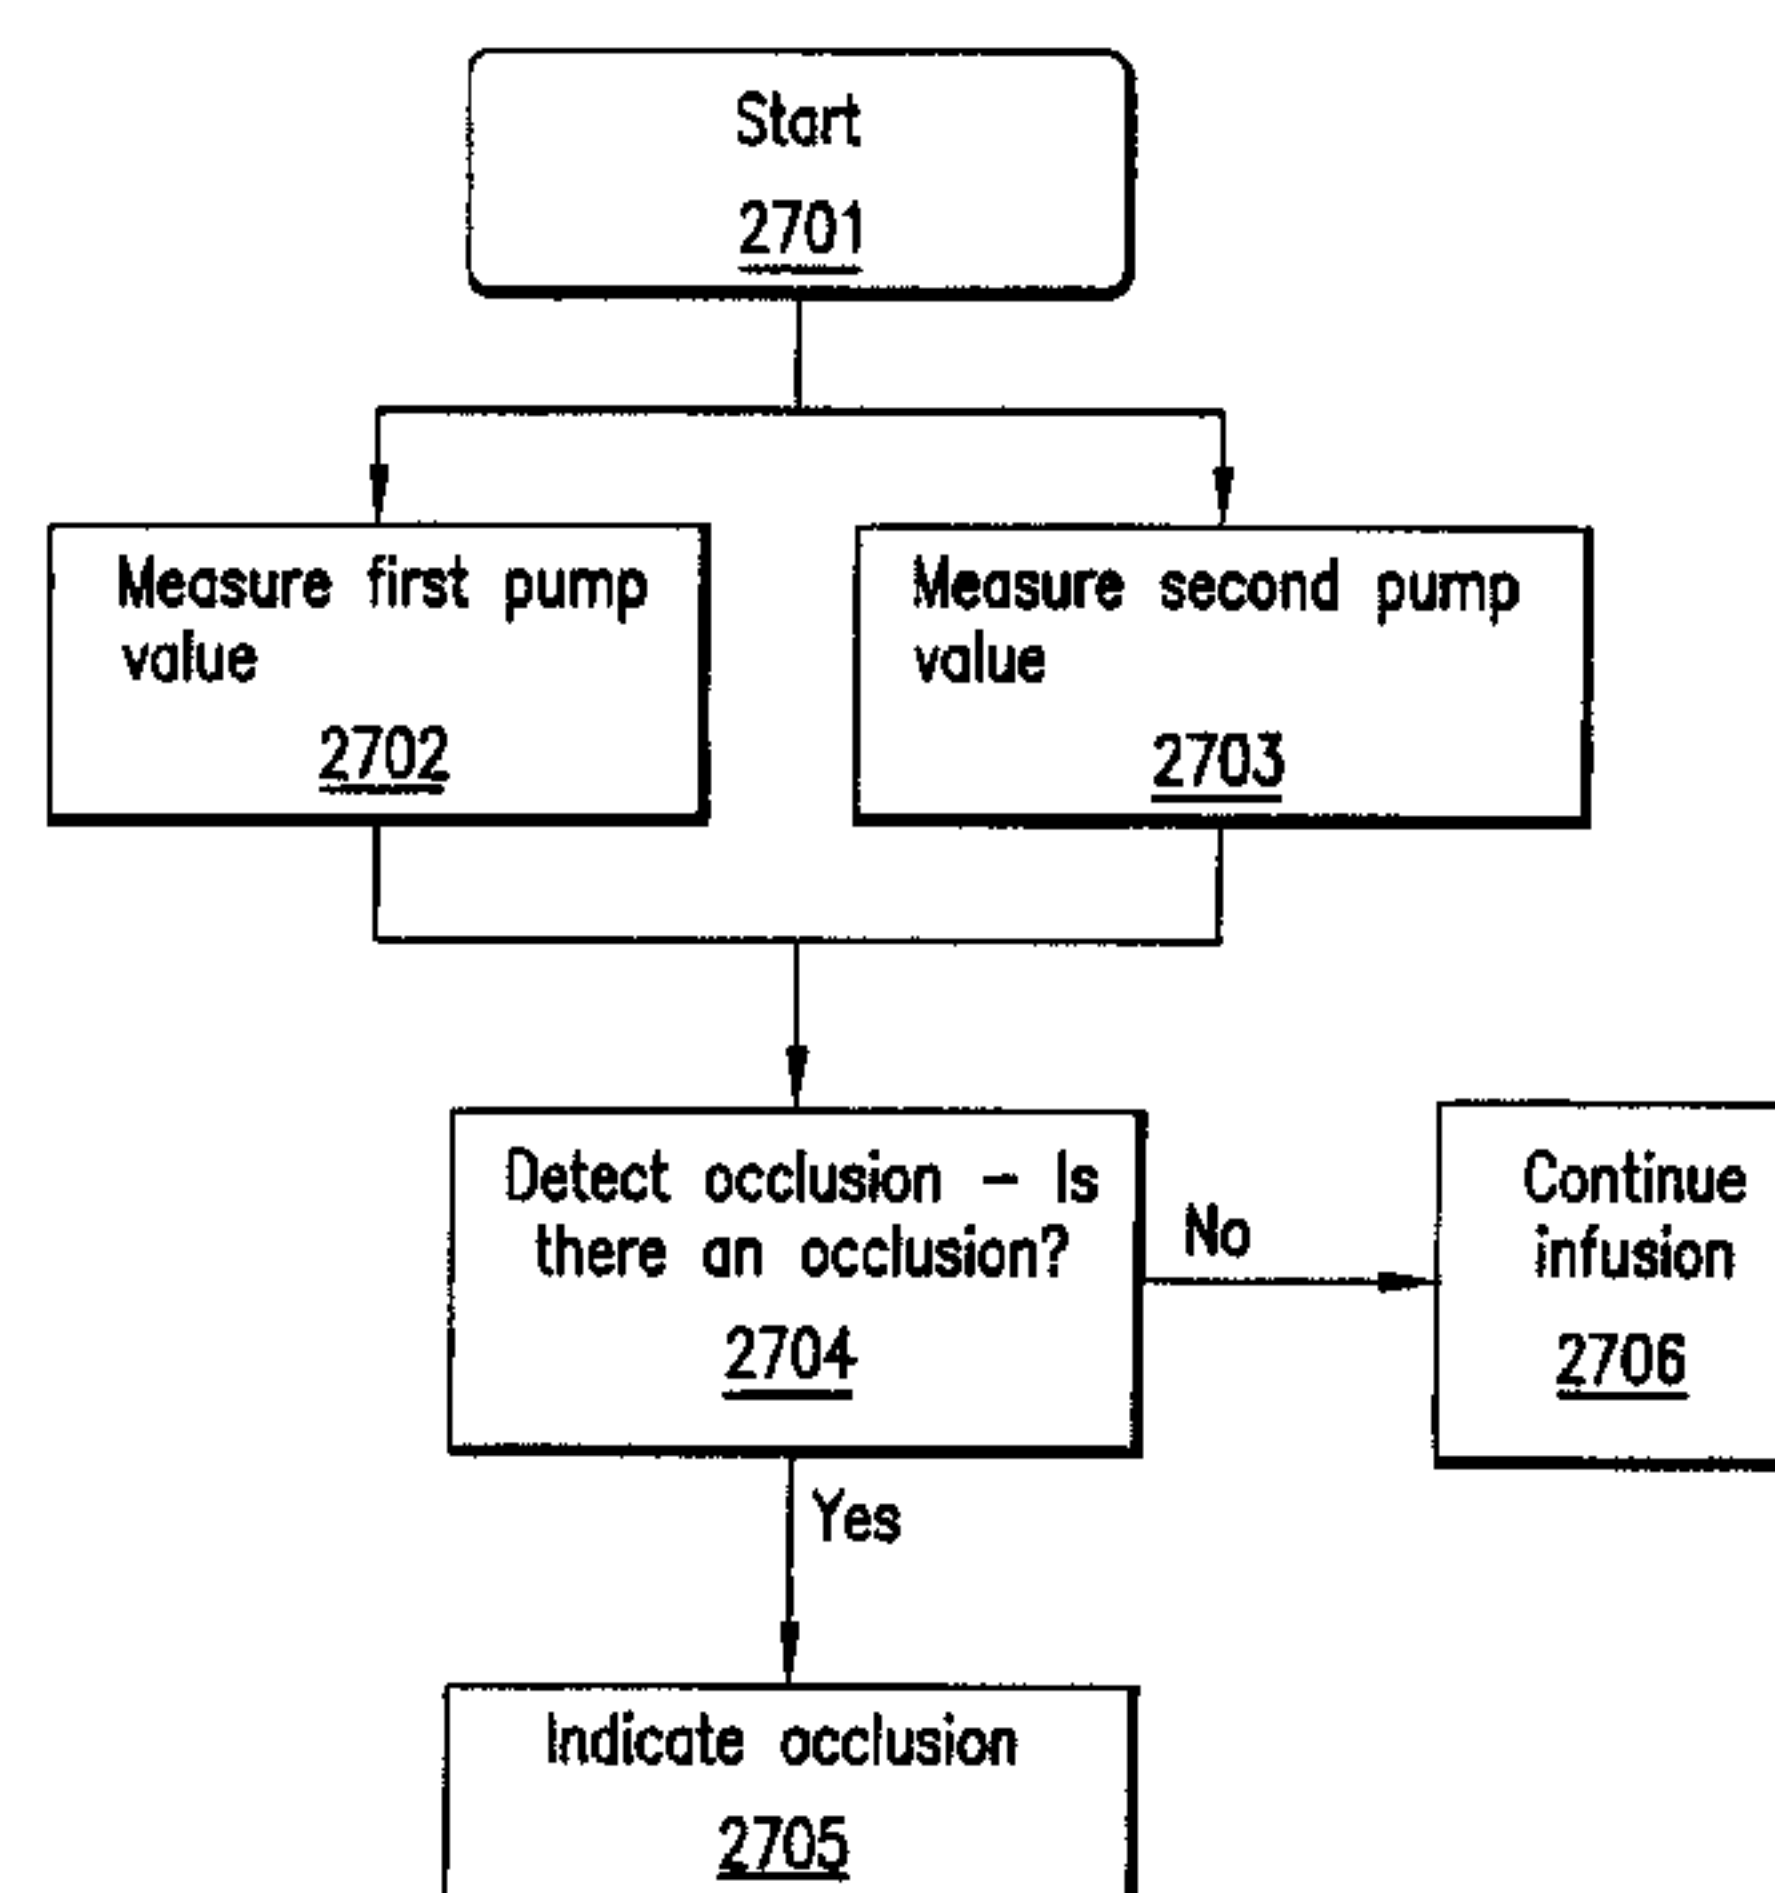 Start
2701
Measure first pump
value
2702
Measure second pump
value
2703
Detect occlusion - Is
there an occlusion?
2704
No
Continue
infusion
2706
Yes
Indicate occlusion
2705